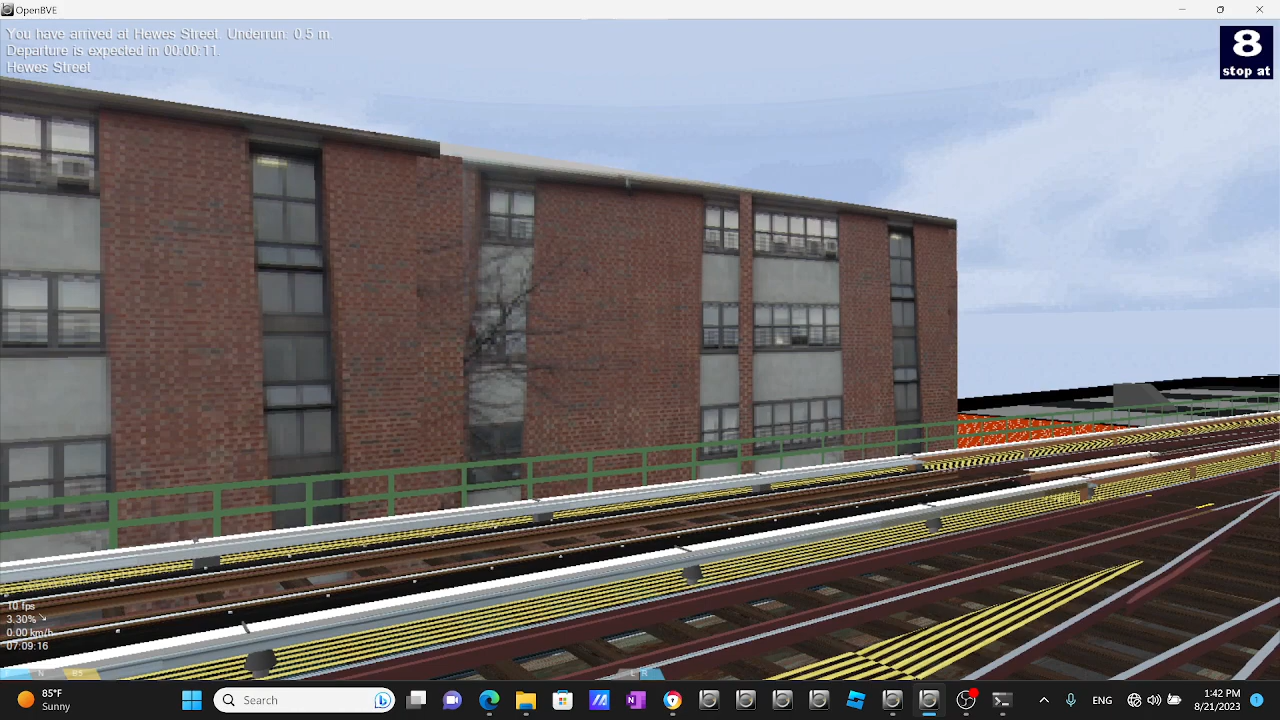 OpenBVE
You have arrived at Hewes Street. Underrun: 0.5 m.
Departure is expected in 00:00:11.
Hewes Street
8
stop at
10 fps
3.30%
0.00 km/h
07:09:16
N B5
L R
85°F
Sunny
Search
ENG
1:42 PM
8/21/2023
1